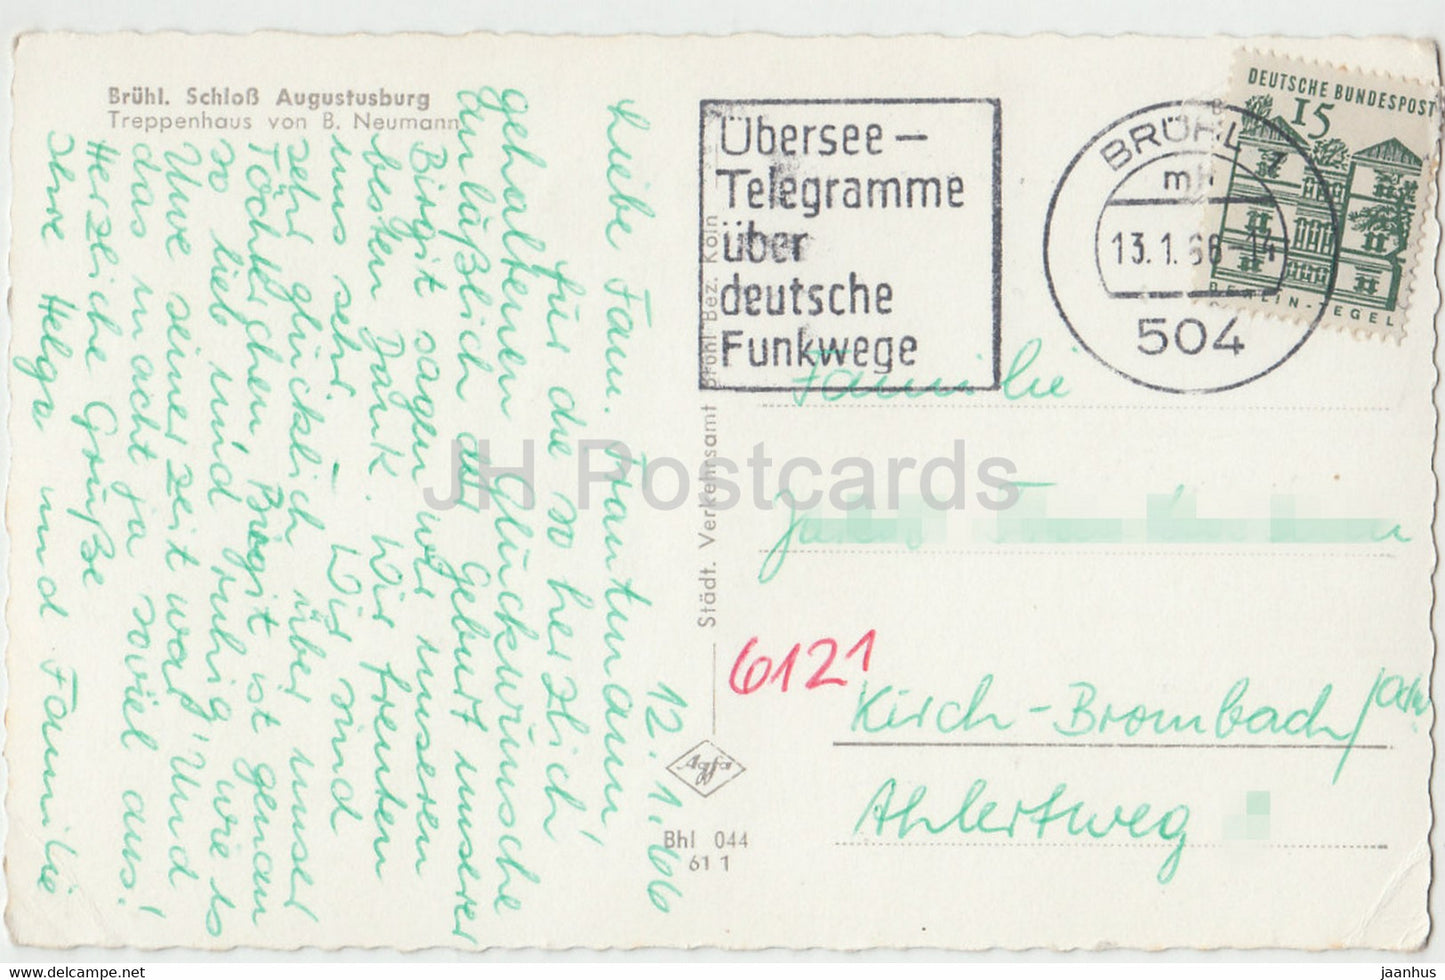 Brühl. Schloß Augustusburg
Treppenhaus von B. Neumann
12. 1. 66
Liebe Fam. Trautmann!
für die so herzlich
gehaltenen Glückwünsche
anläßlich der Geburt unserer
Birgit sagen wir unseren
besten Dank. Wir freuten
uns sehr – Wir sind
sehr glücklich über unser
Töchterchen Birgit ist genau
so lieb und ruhig wie es
Uwe seiner Zeit war! Und
das macht ja soviel aus!
Herzliche Grüße
Ihre Helga und Familie
Städt. Verkehrsamt Brühl Bez. Köln
Agfa
Bhl 044
61 1
Übersee –
Telegramme
über
deutsche
Funkwege
BRÜHL
mh
13.1.66-14
504
DEUTSCHE BUNDESPOST
15
BERLIN-TEGEL
Familie
6121
Kirch-Brombach/
Ahlertweg
JH Postcards
delcampe.net
jaanhus